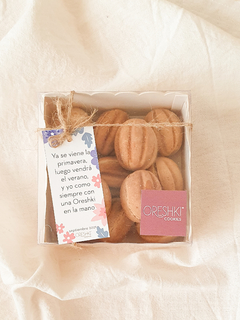 Ya se viene la
primavera,
luego vendrá
el verano,
y yo como
siempre con
una Oreshki
en la mano
ORESHKI
COOKIES